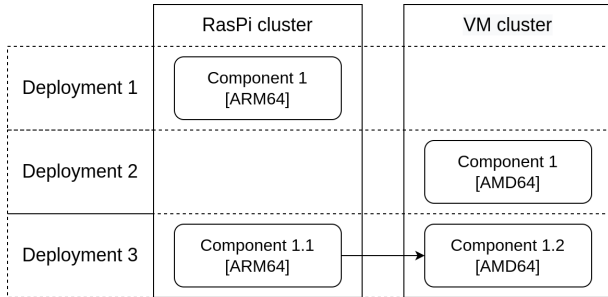 RasPi cluster
VM cluster
Deployment 1
Component 1
[ARM64]
Deployment 2
Component 1
[AMD64]
Deployment 3
Component 1.1
[ARM64]
Component 1.2
[AMD64]